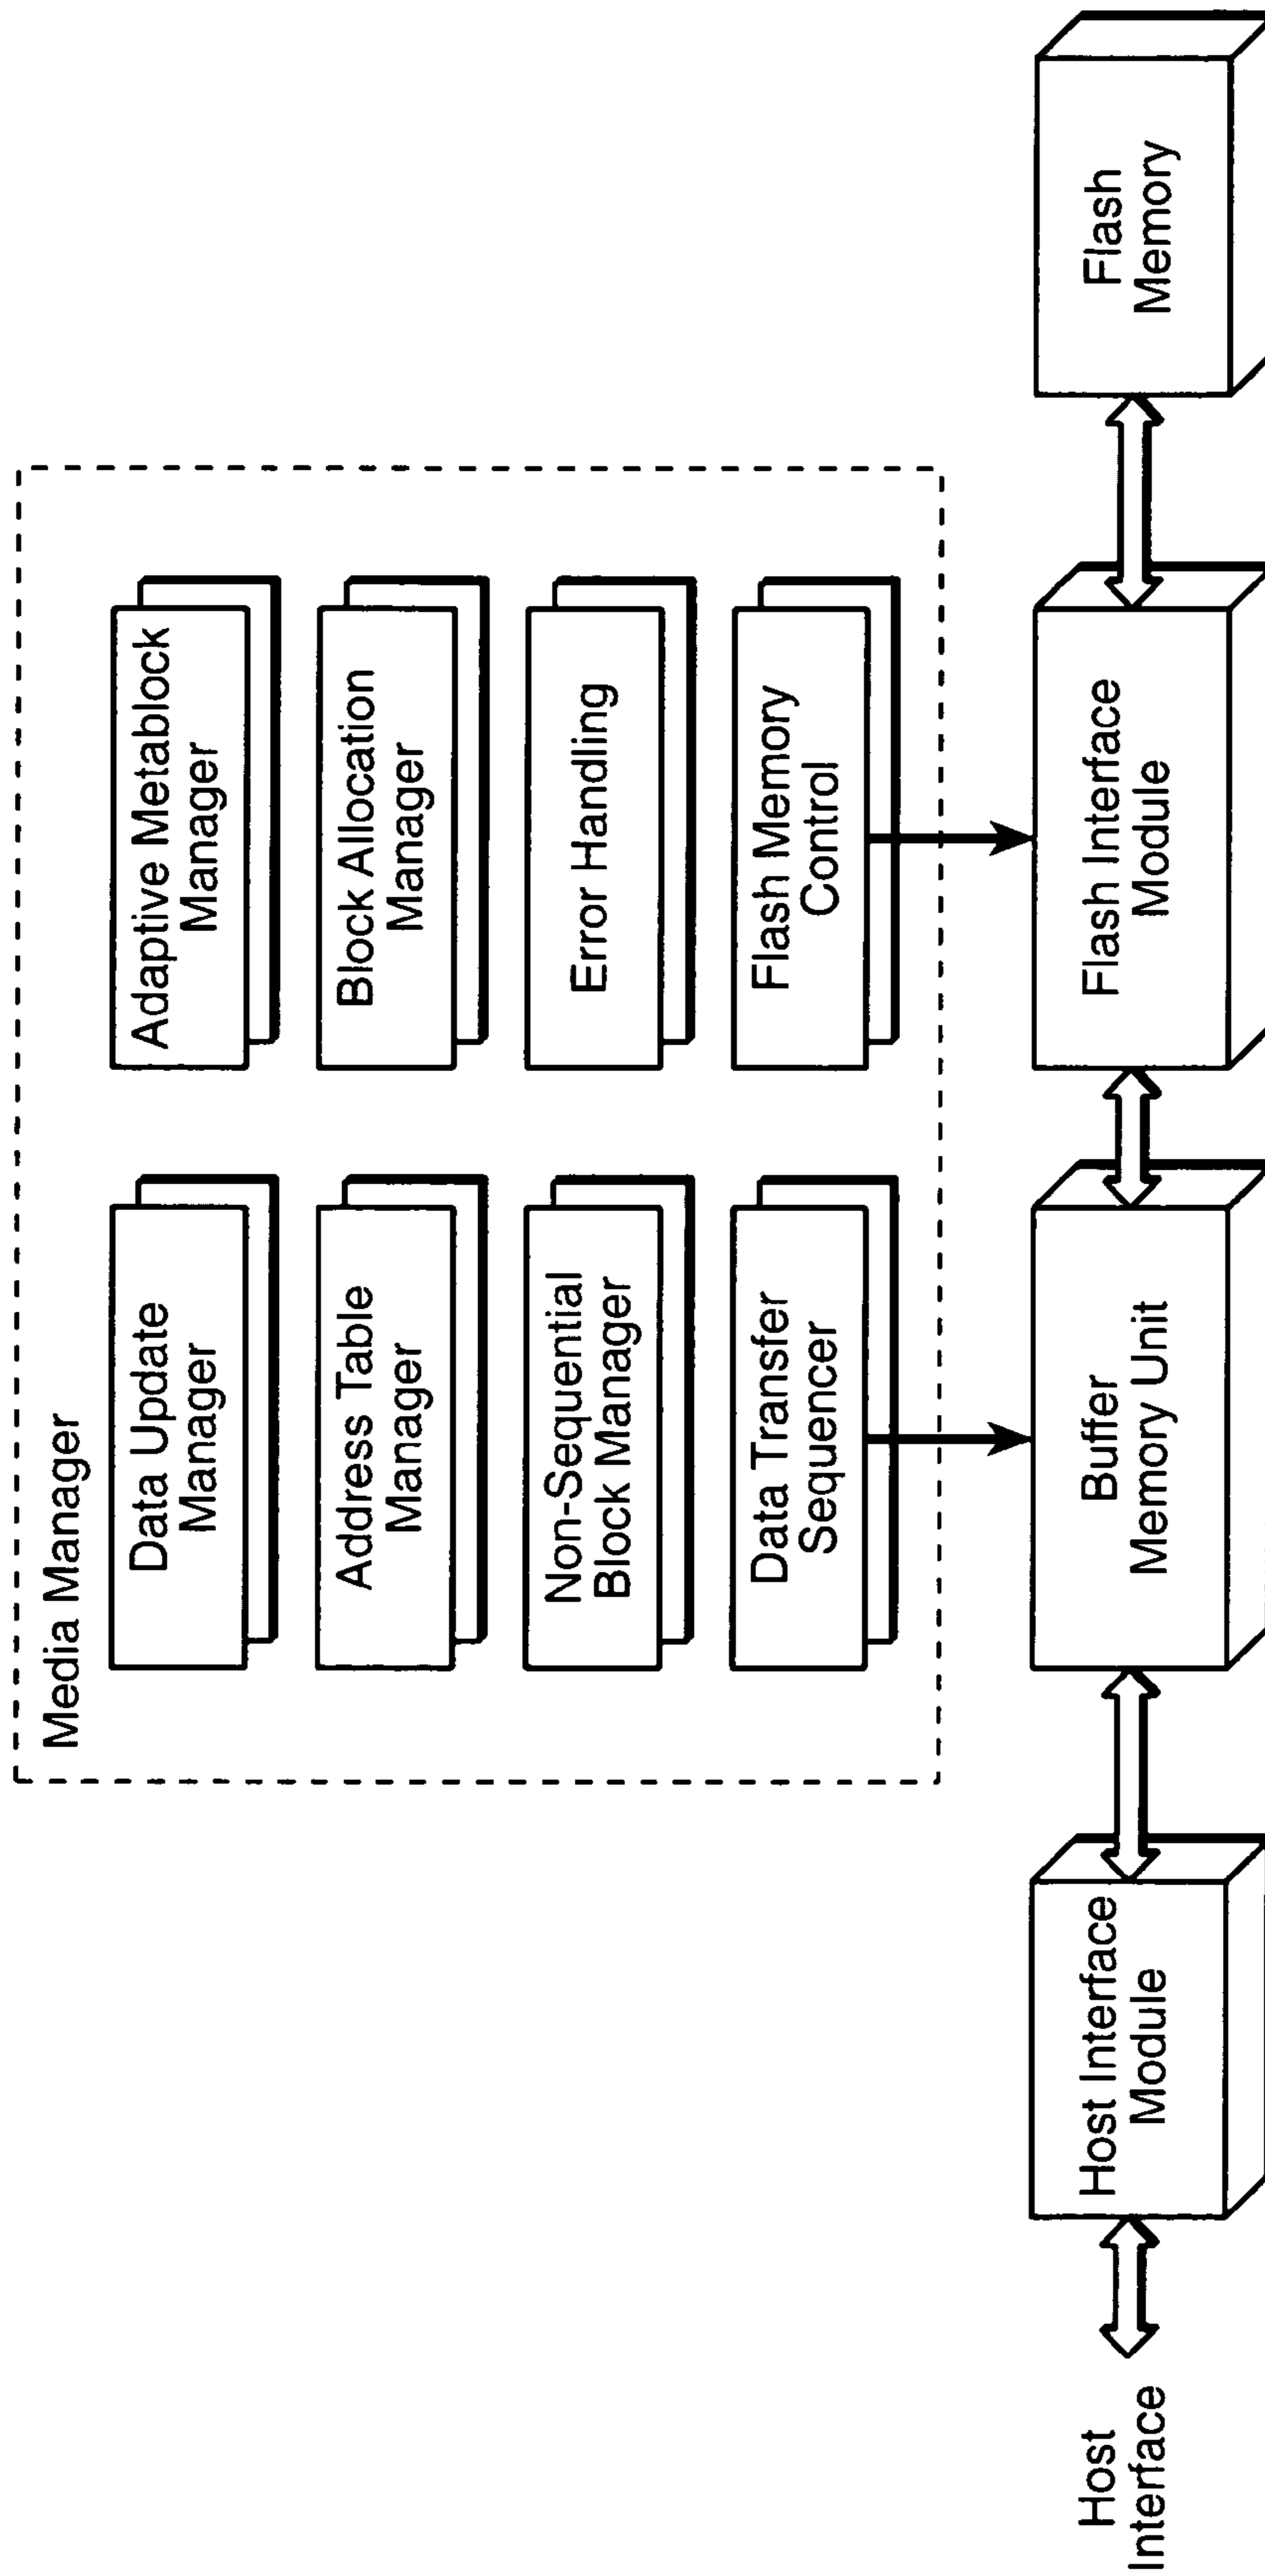 Media Manager
Data Update
Manager
Adaptive Metablock
Manager
Address Table
Manager
Block Allocation
Manager
Non-Sequential
Block Manager
Error Handling
Data Transfer
Sequencer
Flash Memory
Control
Host
Interface
Host Interface
Module
Buffer
Memory Unit
Flash Interface
Module
Flash
Memory